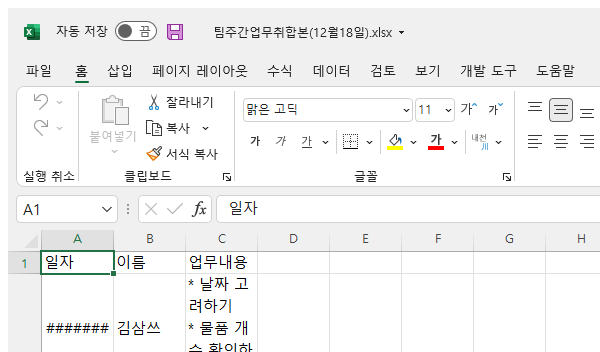 자동 저장 끔 팀주간업무취합본(12월18일).xlsx
파일 홈 삽입 페이지 레이아웃 수식 데이터 검토 보기 개발 도구 도움말
붙여넣기
잘라내기
복사
서식 복사
맑은 고딕 11 가 가
가 가 가 가 내천
실행 취소 클립보드 글꼴
A1 fx 일자
A B C D E F G H
1 일자 이름 업무내용
* 날짜 고
려하기
####### 김삼쓰 * 물품 개
수 확인하